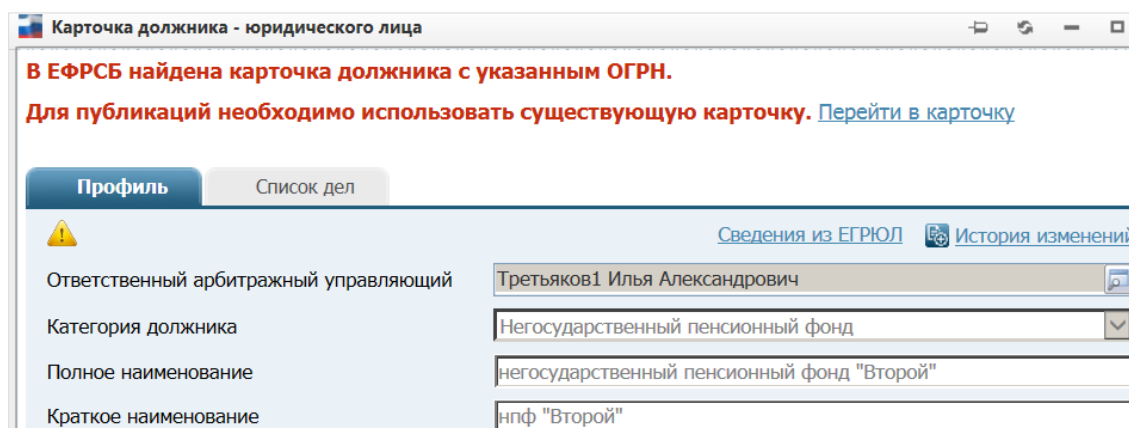 Карточка должника - юридического лица
В ЕФРСБ найдена карточка должника с указанным ОГРН.
Для публикаций необходимо использовать существующую карточку. Перейти в карточку
Профиль Список дел
Сведения из ЕГРЮЛ История изменений
Ответственный арбитражный управляющий Третьяков1 Илья Александрович
Категория должника Негосударственный пенсионный фонд
Полное наименование негосударственный пенсионный фонд "Второй"
Краткое наименование нпф "Второй"